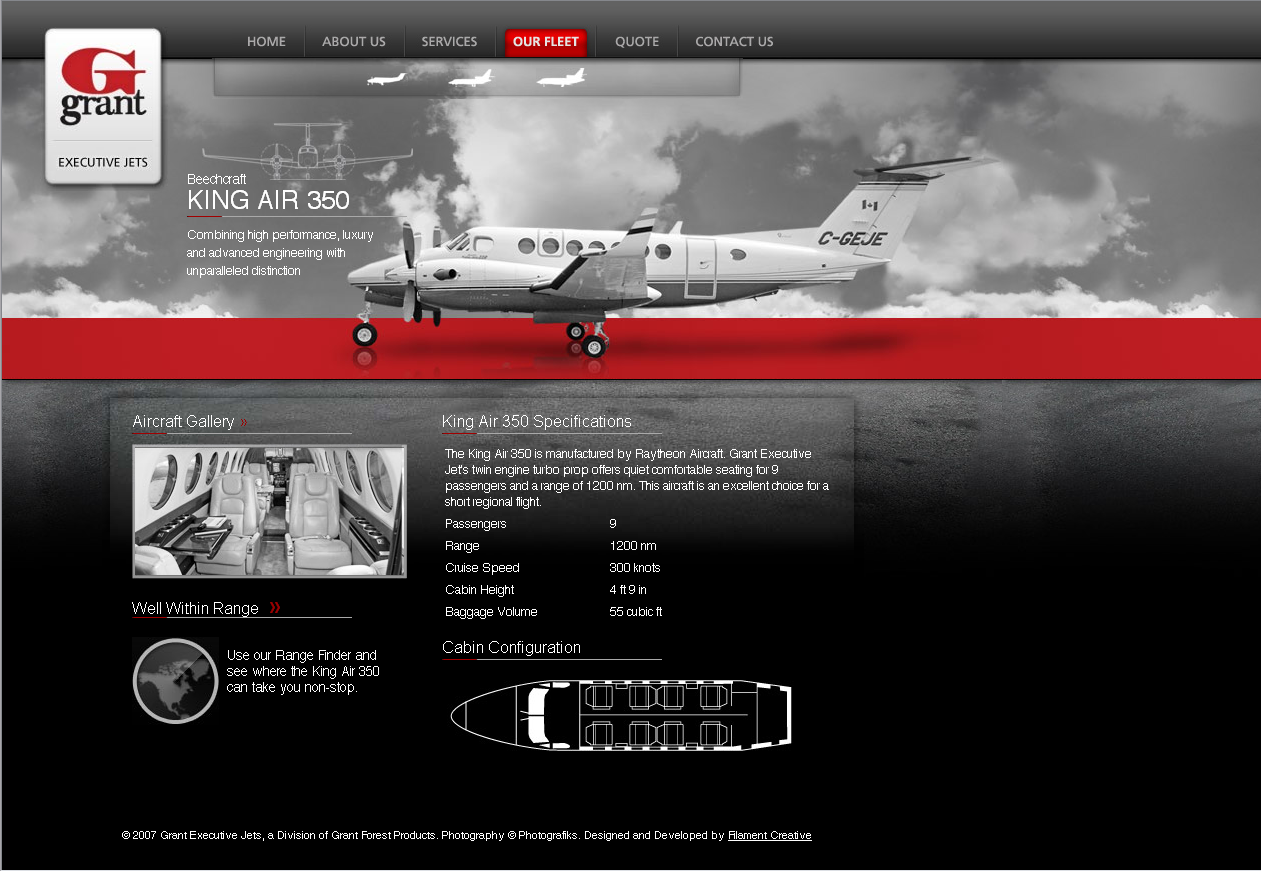 HOME
ABOUT US
SERVICES
OUR FLEET
QUOTE
CONTACT US
grant
EXECUTIVE JETS
Beechcraft
KING AIR 350
Combining high performance, luxury
and advanced engineering with
unparalleled distinction
C-GEJE
Aircraft Gallery »
Well Within Range »
Use our Range Finder and
see where the King Air 350
can take you non-stop.
King Air 350 Specifications
The King Air 350 is manufactured by Raytheon Aircraft. Grant Executive
Jet's twin engine turbo prop offers quiet comfortable seating for 9
passengers and a range of 1200 nm. This aircraft is an excellent choice for a
short regional flight.
Passengers 9
Range 1200 nm
Cruise Speed 300 knots
Cabin Height 4 ft 9 in
Baggage Volume 55 cubic ft
Cabin Configuration
© 2007 Grant Executive Jets, a Division of Grant Forest Products. Photography © Photografiks. Designed and Developed by Filament Creative